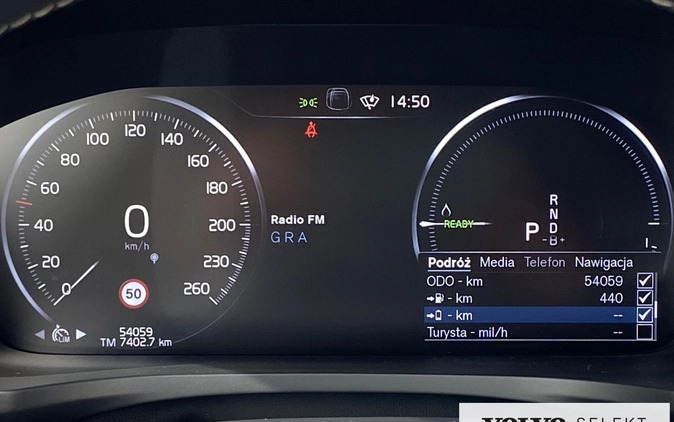 14:50
0 20 40 60 80 100 120 140 160 180 200 230 260
0
km/h
50
LIM
54059
TM 7402.7 km
Radio FM
GRA
READY
R
N
D
P -B+
Podróż Media Telefon Nawigacja
ODO - km 54059
- km 440
- km --
Turysta - mil/h --
VOLVO SELEKT